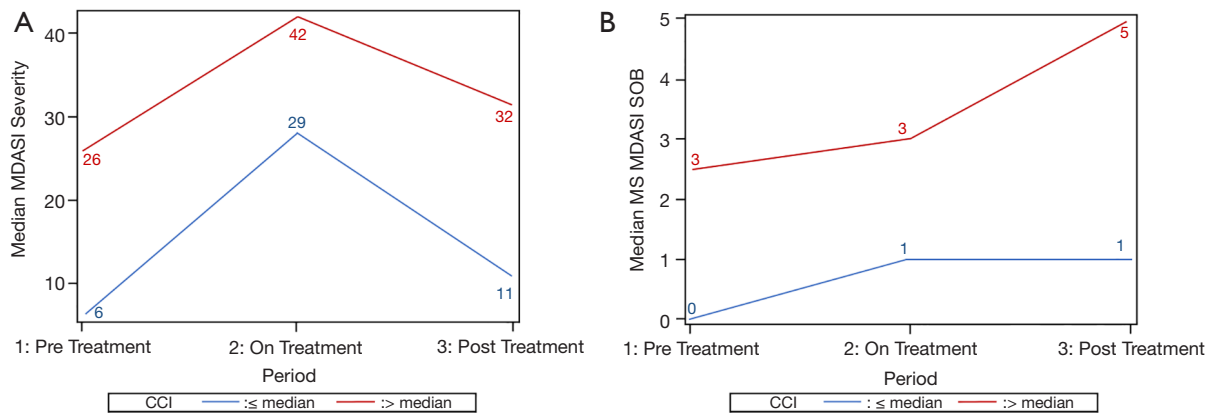 A
Median MDASI Severity
40
30
20
10
26
42
32
6
29
11
1: Pre Treatment 2: On Treatment 3: Post Treatment
Period
CCI :≤ median :> median
B
Median MS MDASI SOB
5
4
3
2
1
0
3
3
5
0
1
1
1: Pre Treatment 2: On Treatment 3: Post Treatment
Period
CCI : ≤ median :> median